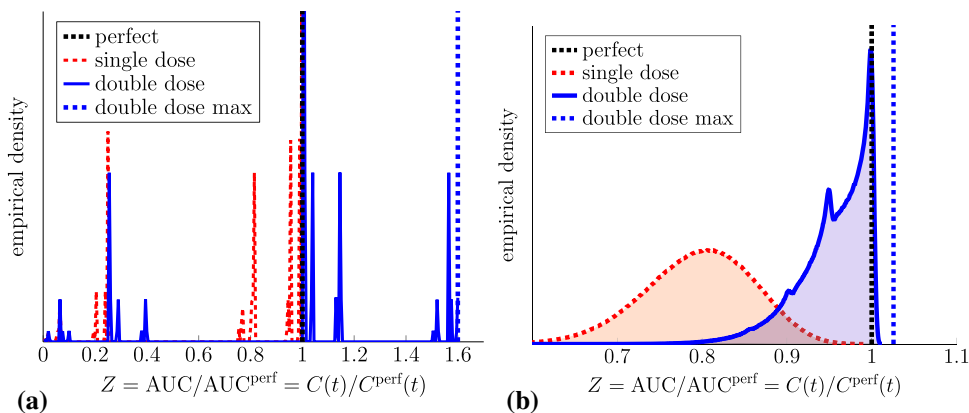 perfect
single dose
double dose
double dose max
empirical density
0 0.2 0.4 0.6 0.8 1 1.2 1.4 1.6
Z = AUC/AUC^perf = C(t)/C^perf(t)
(a)
perfect
single dose
double dose
double dose max
empirical density
0.7 0.8 0.9 1 1.1
Z = AUC/AUC^perf = C(t)/C^perf(t)
(b)